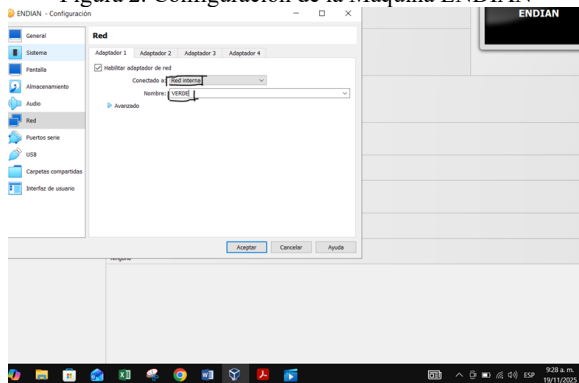 Figura 2. Configuración de la Máquina ENDIAN
ENDIAN - Configuración
ENDIAN
General
Sistema
Pantalla
Almacenamiento
Audio
Red
Puertos serie
USB
Carpetas compartidas
Interfaz de usuario
Red
Adaptador 1 Adaptador 2 Adaptador 3 Adaptador 4
Habilitar adaptador de red
Conectado a: Red interna
Nombre: VERDE
Avanzado
Aceptar Cancelar Ayuda
Ninguno
ESP
9:28 a. m.
19/11/2025